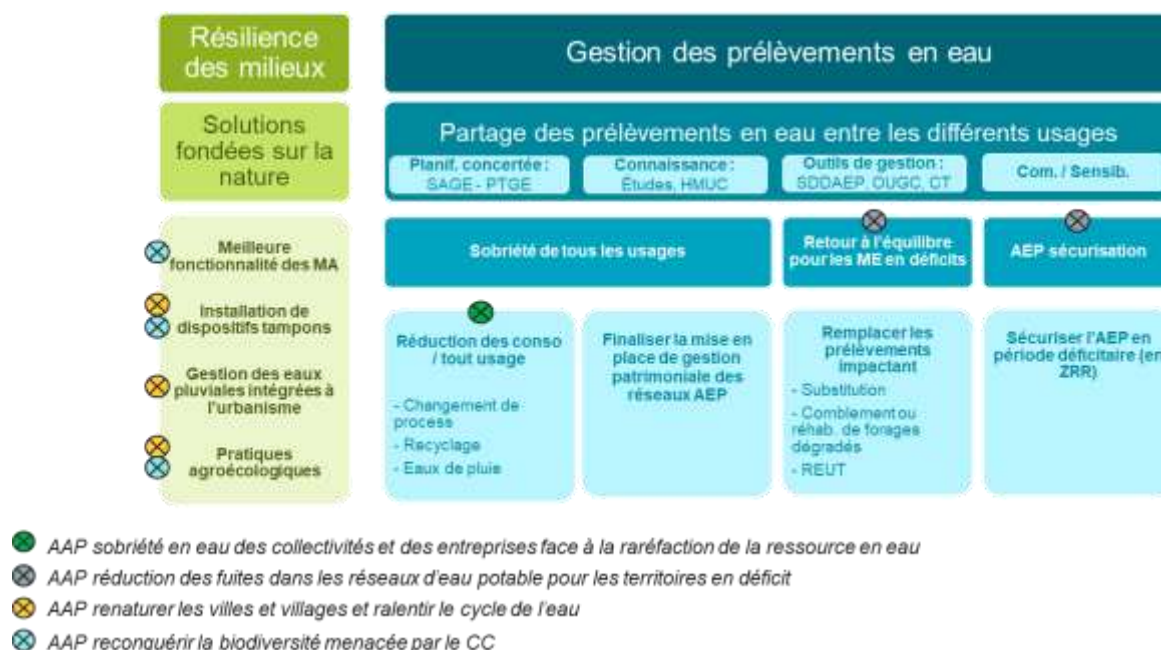 Résilience
des milieux
Gestion des prélèvements en eau
Solutions
fondées sur la
nature
Partage des prélèvements en eau entre les différents usages
Planif. concertée :
SAGE - PTGE
Connaissance :
Études, HMUC
Outils de gestion :
SDDAEP, OUGC, CT
Com. / Sensib.
Meilleure
fonctionnalité des MA
Installation de
dispositifs tampons
Gestion des eaux
pluviales intégrées à
l'urbanisme
Pratiques
agroécologiques
Sobriété de tous les usages
Retour à l'équilibre
pour les ME en déficits
AEP sécurisation
Réduction des conso
/ tout usage
- Changement de
process
- Recyclage
- Eaux de pluie
Finaliser la mise en
place de gestion
patrimoniale des
réseaux AEP
Remplacer les
prélèvements
impactant
- Substitution
- Comblement ou
réhab. de forages
dégradés
- REUT
Sécuriser l'AEP en
période déficitaire (en
ZRR)
AAP sobriété en eau des collectivités et des entreprises face à la raréfaction de la ressource en eau
AAP réduction des fuites dans les réseaux d'eau potable pour les territoires en déficit
AAP renaturer les villes et villages et ralentir le cycle de l'eau
AAP reconquérir la biodiversité menacée par le CC